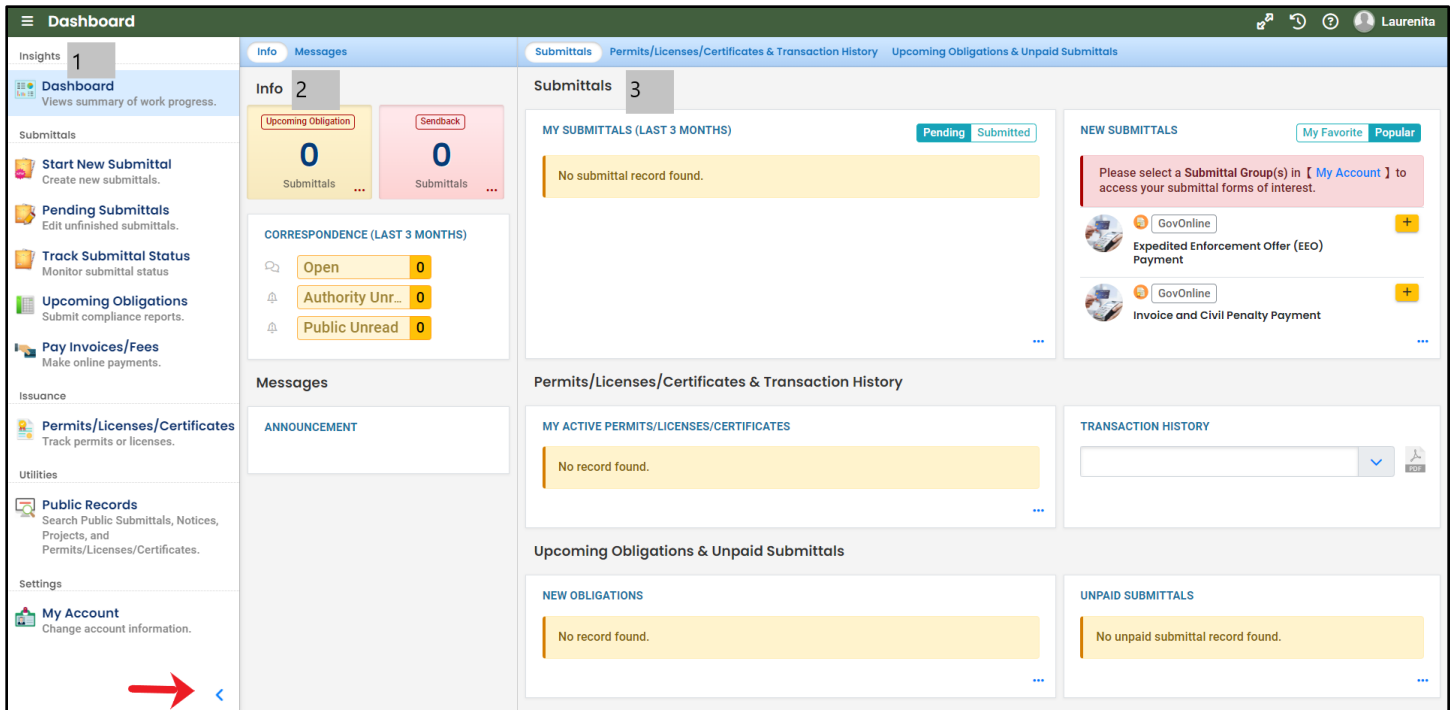 Dashboard
Laurenita
Insights
1
Dashboard
Views summary of work progress.
Submittals
Start New Submittal
Create new submittals.
Pending Submittals
Edit unfinished submittals.
Track Submittal Status
Monitor submittal status
Upcoming Obligations
Submit compliance reports.
Pay Invoices/Fees
Make online payments.
Issuance
Permits/Licenses/Certificates
Track permits or licenses.
Utilities
Public Records
Search Public Submittals, Notices,
Projects, and
Permits/Licenses/Certificates.
Settings
My Account
Change account information.
Info Messages
Info 2
Upcoming Obligation
0
Submittals ...
Sendback
0
Submittals ...
CORRESPONDENCE (LAST 3 MONTHS)
Open 0
Authority Unr... 0
Public Unread 0
Messages
ANNOUNCEMENT
Submittals Permits/Licenses/Certificates & Transaction History Upcoming Obligations & Unpaid Submittals
Submittals 3
MY SUBMITTALS (LAST 3 MONTHS) Pending Submitted
No submittal record found.
...
NEW SUBMITTALS My Favorite Popular
Please select a Submittal Group(s) in 【 My Account 】 to
access your submittal forms of interest.
GovOnline +
Expedited Enforcement Offer (EEO)
Payment
GovOnline +
Invoice and Civil Penalty Payment
...
Permits/Licenses/Certificates & Transaction History
MY ACTIVE PERMITS/LICENSES/CERTIFICATES
No record found.
...
TRANSACTION HISTORY
PDF
Upcoming Obligations & Unpaid Submittals
NEW OBLIGATIONS
No record found.
...
UNPAID SUBMITTALS
No unpaid submittal record found.
...